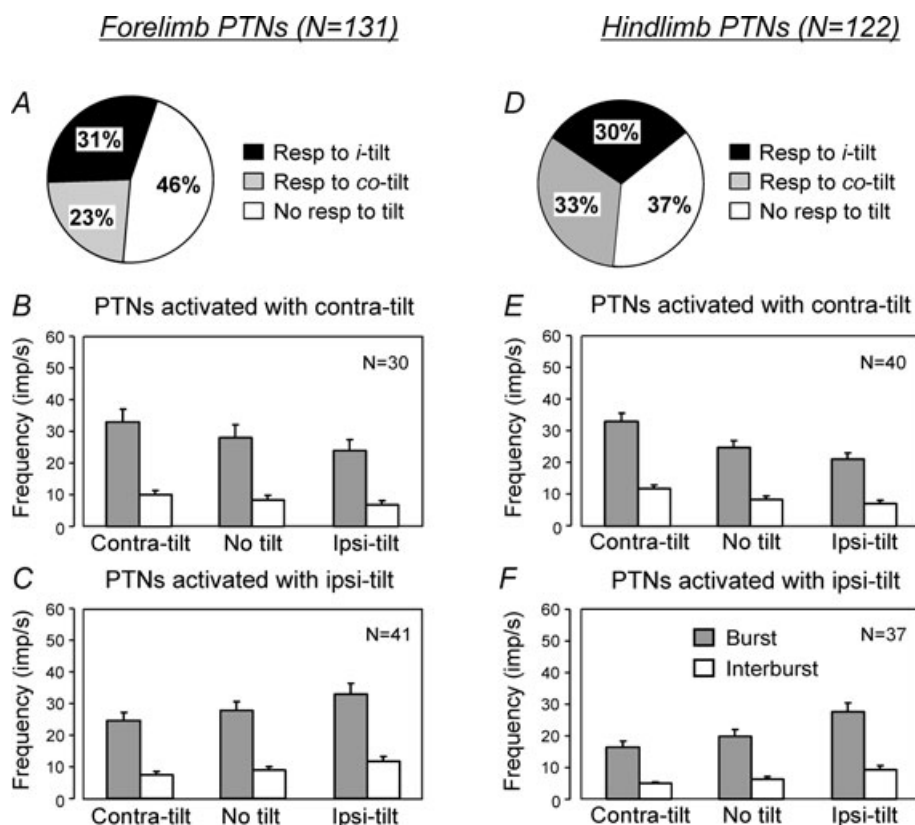 Forelimb PTNs (N=131)
Hindlimb PTNs (N=122)
A
31%
46%
23%
Resp to i-tilt
Resp to co-tilt
No resp to tilt
D
30%
33%
37%
Resp to i-tilt
Resp to co-tilt
No resp to tilt
B
PTNs activated with contra-tilt
Frequency (imp/s)
60
50
40
30
20
10
0
N=30
Contra-tilt
No tilt
Ipsi-tilt
E
PTNs activated with contra-tilt
Frequency (imp/s)
60
50
40
30
20
10
0
N=40
Contra-tilt
No tilt
Ipsi-tilt
C
PTNs activated with ipsi-tilt
Frequency (imp/s)
60
50
40
30
20
10
0
N=41
Contra-tilt
No tilt
Ipsi-tilt
F
PTNs activated with ipsi-tilt
Frequency (imp/s)
60
50
40
30
20
10
0
Burst
Interburst
N=37
Contra-tilt
No tilt
Ipsi-tilt